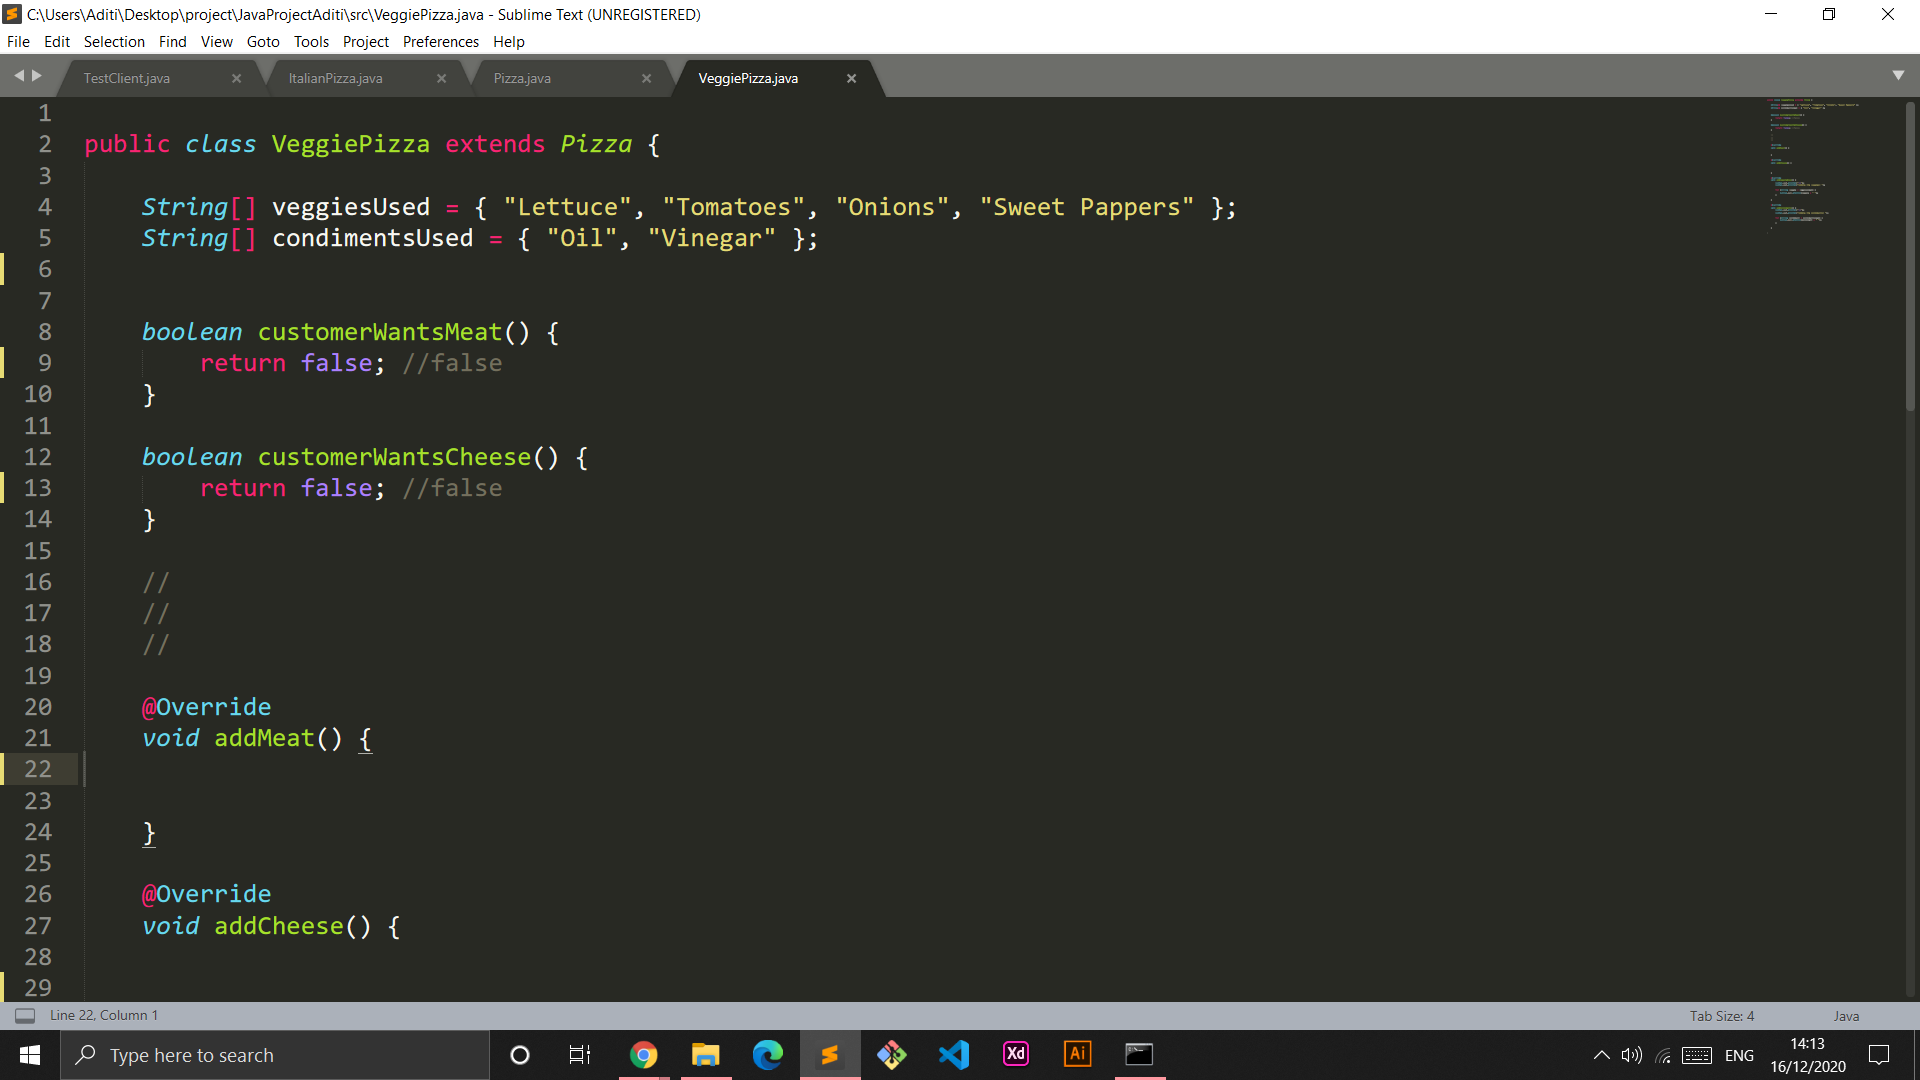 C:\Users\Aditi\Desktop\project\JavaProjectAditi\src\VeggiePizza.java - Sublime Text (UNREGISTERED)
File Edit Selection Find View Goto Tools Project Preferences Help
TestClient.java ItalianPizza.java Pizza.java VeggiePizza.java
1
2 public class VeggiePizza extends Pizza {
3
4 String[] veggiesUsed = { "Lettuce", "Tomatoes", "Onions", "Sweet Pappers" };
5 String[] condimentsUsed = { "Oil", "Vinegar" };
6
7
8 boolean customerWantsMeat() {
9 return false; //false
10 }
11
12 boolean customerWantsCheese() {
13 return false; //false
14 }
15
16 //
17 //
18 //
19
20 @Override
21 void addMeat() {
22
23
24 }
25
26 @Override
27 void addCheese() {
28
29
Line 22, Column 1 Tab Size: 4 Java
Type here to search Xd Ai ENG 14:13
16/12/2020